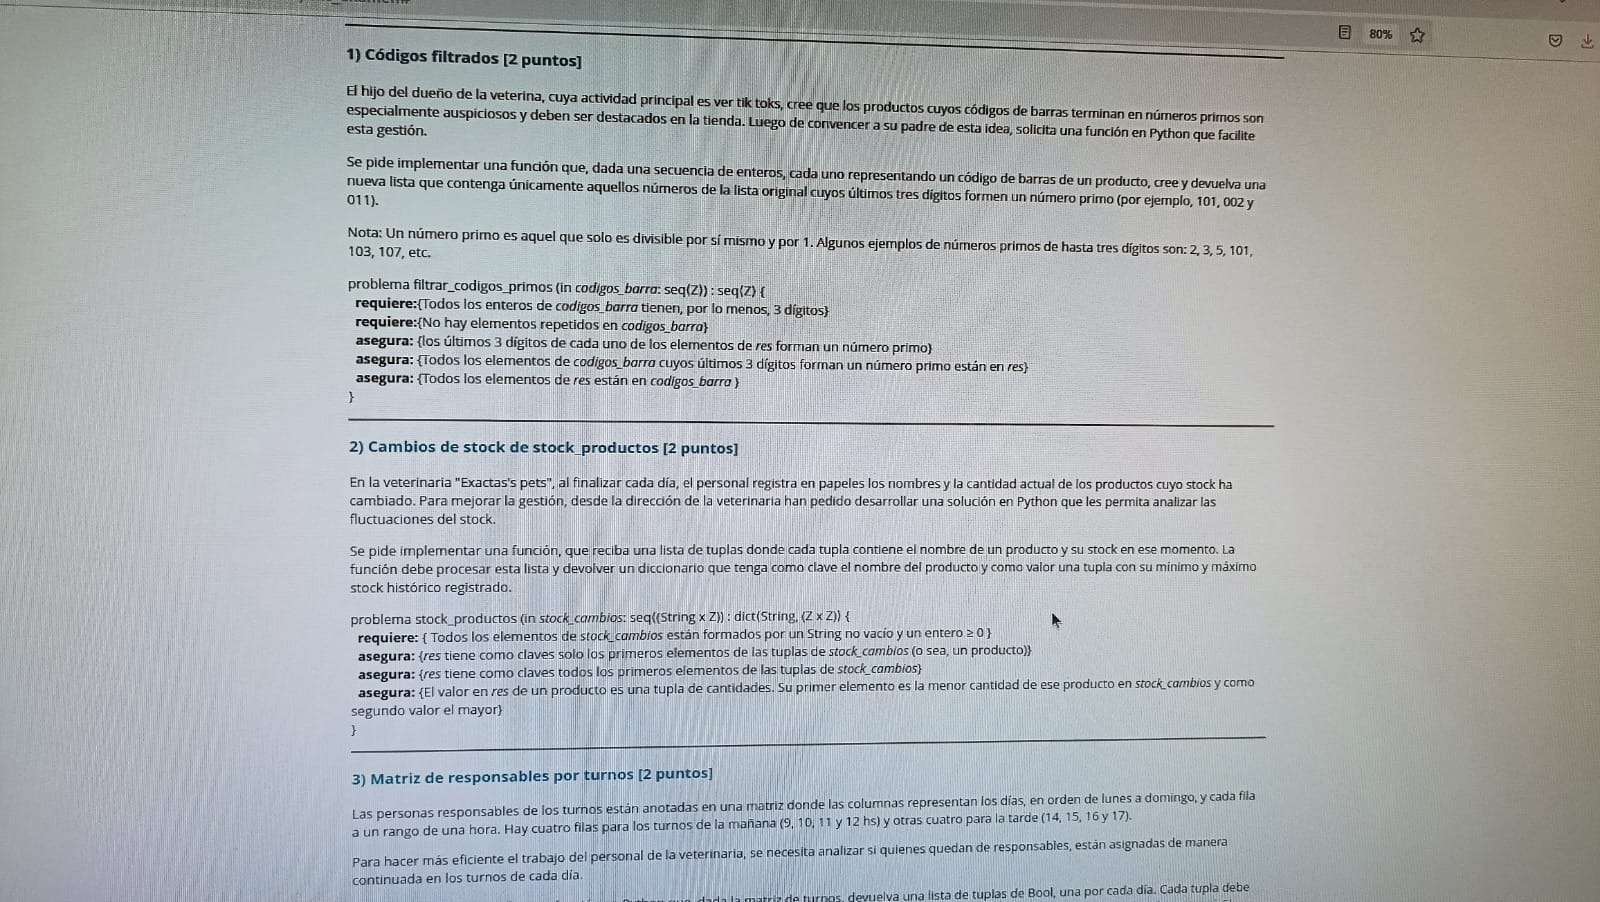 80%
1) Códigos filtrados [2 puntos]
El hijo del dueño de la veterina, cuya actividad principal es ver tik toks, cree que los productos cuyos códigos de barras terminan en números primos son
especialmente auspiciosos y deben ser destacados en la tienda. Luego de convencer a su padre de esta idea, solicita una función en Python que facilite
esta gestión.
Se pide implementar una función que, dada una secuencia de enteros, cada uno representando un código de barras de un producto, cree y devuelva una
nueva lista que contenga únicamente aquellos números de la lista original cuyos últimos tres dígitos formen un número primo (por ejemplo, 101, 002 y
011).
Nota: Un número primo es aquel que solo es divisible por sí mismo y por 1. Algunos ejemplos de números primos de hasta tres dígitos son: 2, 3, 5, 101,
103, 107, etc.
problema filtrar_codigos_primos (in codigos_barra: seq⟨Z⟩) : seq⟨Z⟩ {
requiere:{Todos los enteros de codigos_barra tienen, por lo menos, 3 dígitos}
requiere:{No hay elementos repetidos en codigos_barra}
asegura: {los últimos 3 dígitos de cada uno de los elementos de res forman un número primo}
asegura: {Todos los elementos de codigos_barra cuyos últimos 3 dígitos forman un número primo están en res}
asegura: {Todos los elementos de res están en codigos_barra }
}
2) Cambios de stock de stock_productos [2 puntos]
En la veterinaria "Exactas's pets", al finalizar cada día, el personal registra en papeles los nombres y la cantidad actual de los productos cuyo stock ha
cambiado. Para mejorar la gestión, desde la dirección de la veterinaria han pedido desarrollar una solución en Python que les permita analizar las
fluctuaciones del stock.
Se pide implementar una función, que reciba una lista de tuplas donde cada tupla contiene el nombre de un producto y su stock en ese momento. La
función debe procesar esta lista y devolver un diccionario que tenga como clave el nombre del producto y como valor una tupla con su mínimo y máximo
stock histórico registrado.
problema stock_productos (in stock_cambios: seq⟨(String x Z)⟩ : dict⟨String, (Z x Z)⟩ {
requiere: { Todos los elementos de stock_cambios están formados por un String no vacío y un entero ≥ 0 }
asegura: {res tiene como claves solo los primeros elementos de las tuplas de stock_cambios (o sea, un producto)}
asegura: {res tiene como claves todos los primeros elementos de las tuplas de stock_cambios}
asegura: {El valor en res de un producto es una tupla de cantidades. Su primer elemento es la menor cantidad de ese producto en stock_cambios y como
segundo valor el mayor}
}
3) Matriz de responsables por turnos [2 puntos]
Las personas responsables de los turnos están anotadas en una matriz donde las columnas representan los días, en orden de lunes a domingo, y cada fila
a un rango de una hora. Hay cuatro filas para los turnos de la mañana (9, 10, 11 y 12 hs) y otras cuatro para la tarde (14, 15, 16 y 17).
Para hacer más eficiente el trabajo del personal de la veterinaria, se necesita analizar si quienes quedan de responsables, están asignadas de manera
continuada en los turnos de cada día.
dada la matriz de turnos, devuelva una lista de tuplas de Bool, una por cada día. Cada tupla debe